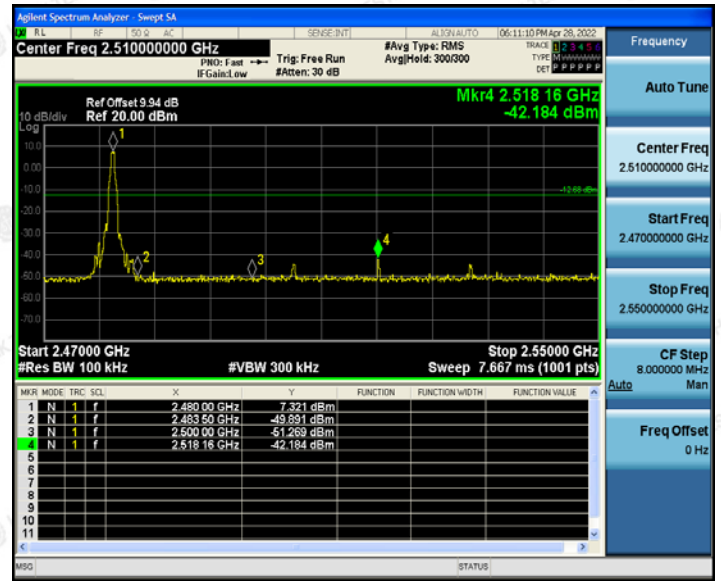 Agilent Spectrum Analyzer - Swept SA
RL RF 50 Ω AC SENSE:INT ALIGN AUTO 06:11:10 PM Apr 28, 2022
Center Freq 2.510000000 GHz
PNO: Fast
IFGain:Low
Trig: Free Run
#Atten: 30 dB
#Avg Type: RMS
Avg|Hold: 300/300
TRACE 1 2 3 4 5 6
TYPE M WWWWW
DET P P P P P P
Mkr4 2.518 16 GHz
-42.184 dBm
Ref Offset 9.94 dB
10 dB/div Ref 20.00 dBm
Log
10.0
0.00
-10.0
-20.0
-30.0
-40.0
-50.0
-60.0
-70.0
1
2
3
4
-12.68 dBm
Start 2.47000 GHz Stop 2.55000 GHz
#Res BW 100 kHz #VBW 300 kHz Sweep 7.667 ms (1001 pts)
MKR MODE TRC SCL X Y FUNCTION FUNCTION WIDTH FUNCTION VALUE
1 N 1 f 2.480 00 GHz 7.321 dBm
2 N 1 f 2.483 50 GHz -49.891 dBm
3 N 1 f 2.500 00 GHz -51.269 dBm
4 N 1 f 2.518 16 GHz -42.184 dBm
5
6
7
8
9
10
11
MSG STATUS
Frequency
Auto Tune
Center Freq
2.510000000 GHz
Start Freq
2.470000000 GHz
Stop Freq
2.550000000 GHz
CF Step
8.000000 MHz
Auto Man
Freq Offset
0 Hz